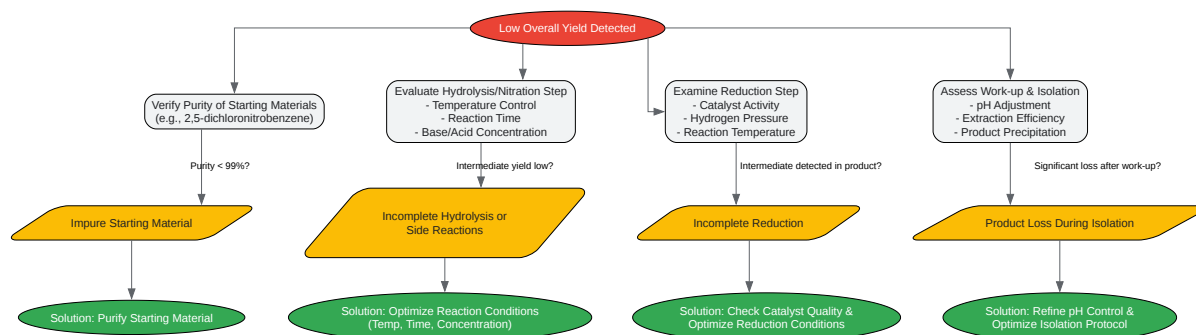 Low Overall Yield Detected
Verify Purity of Starting Materials
(e.g., 2,5-dichloronitrobenzene)
Evaluate Hydrolysis/Nitration Step
- Temperature Control
- Reaction Time
- Base/Acid Concentration
Examine Reduction Step
- Catalyst Activity
- Hydrogen Pressure
- Reaction Temperature
Assess Work-up & Isolation
- pH Adjustment
- Extraction Efficiency
- Product Precipitation
Purity < 99%?
Intermediate yield low?
Intermediate detected in product?
Significant loss after work-up?
Impure Starting Material
Incomplete Hydrolysis or
Side Reactions
Incomplete Reduction
Product Loss During Isolation
Solution: Purify Starting Material
Solution: Optimize Reaction Conditions
(Temp, Time, Concentration)
Solution: Check Catalyst Quality &
Optimize Reduction Conditions
Solution: Refine pH Control &
Optimize Isolation Protocol